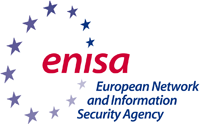 enisa
European Network
and Information
Security Agency